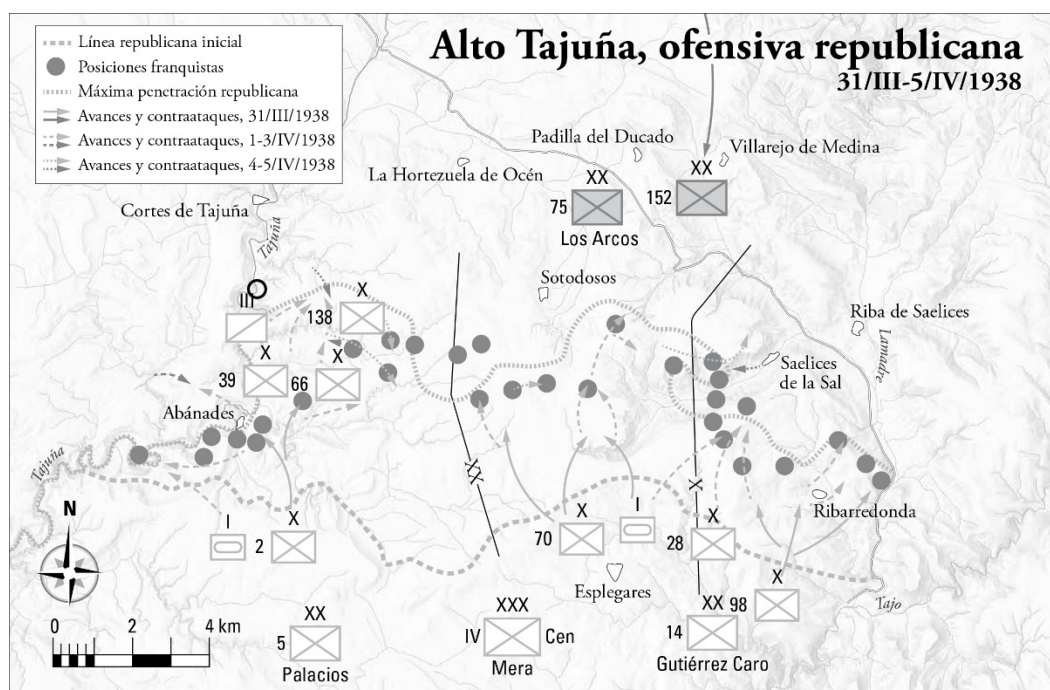 Alto Tajuña, ofensiva republicana
31/III-5/IV/1938
Línea republicana inicial
Posiciones franquistas
Máxima penetración republicana
Avances y contraataques, 31/III/1938
Avances y contraataques, 1-3/IV/1938
Avances y contraataques, 4-5/IV/1938
Padilla del Ducado
Villarejo de Medina
La Hortezuela de Océn
XX
75
Los Arcos
XX
152
Cortes de Tajuña
Tajuña
Sotodosos
III
X
138
Riba de Saelices
Lamadre
X
39
X
66
Saelices
de la Sal
Abánades
Tajuña
XX
X
Ribarredonda
N
I
X
2
X
70
I
X
28
Esplegares
X
98
Tajo
0 2 4 km
XX
5
Palacios
XXX
IV Cen
Mera
XX
14
Gutiérrez Caro